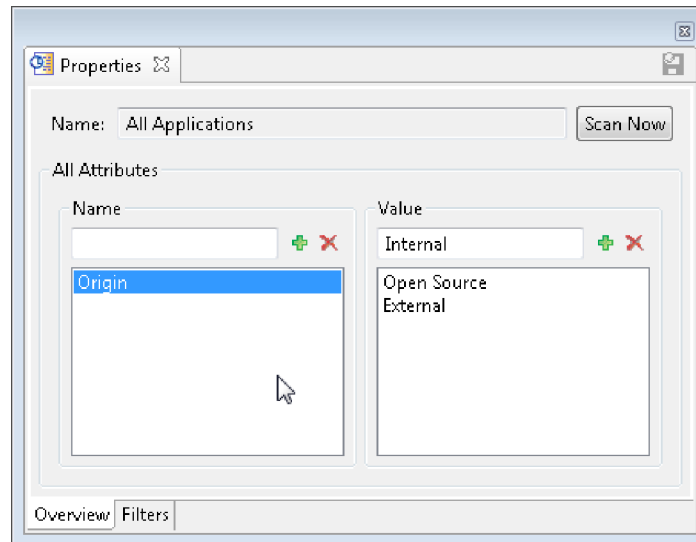 Properties
Name: All Applications Scan Now
All Attributes
Name
Origin
Value
Internal
Open Source
External
Overview Filters